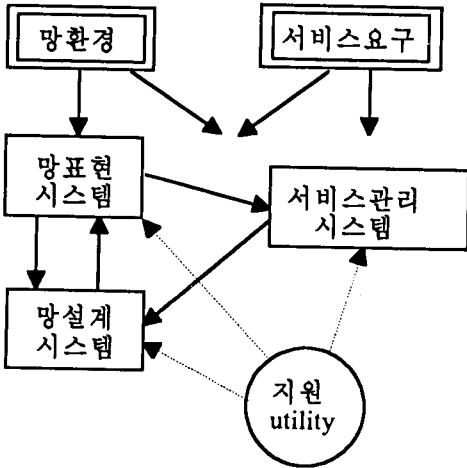 망환경
서비스요구
망표현
시스템
서비스관리
시스템
망설계
시스템
지원
utility